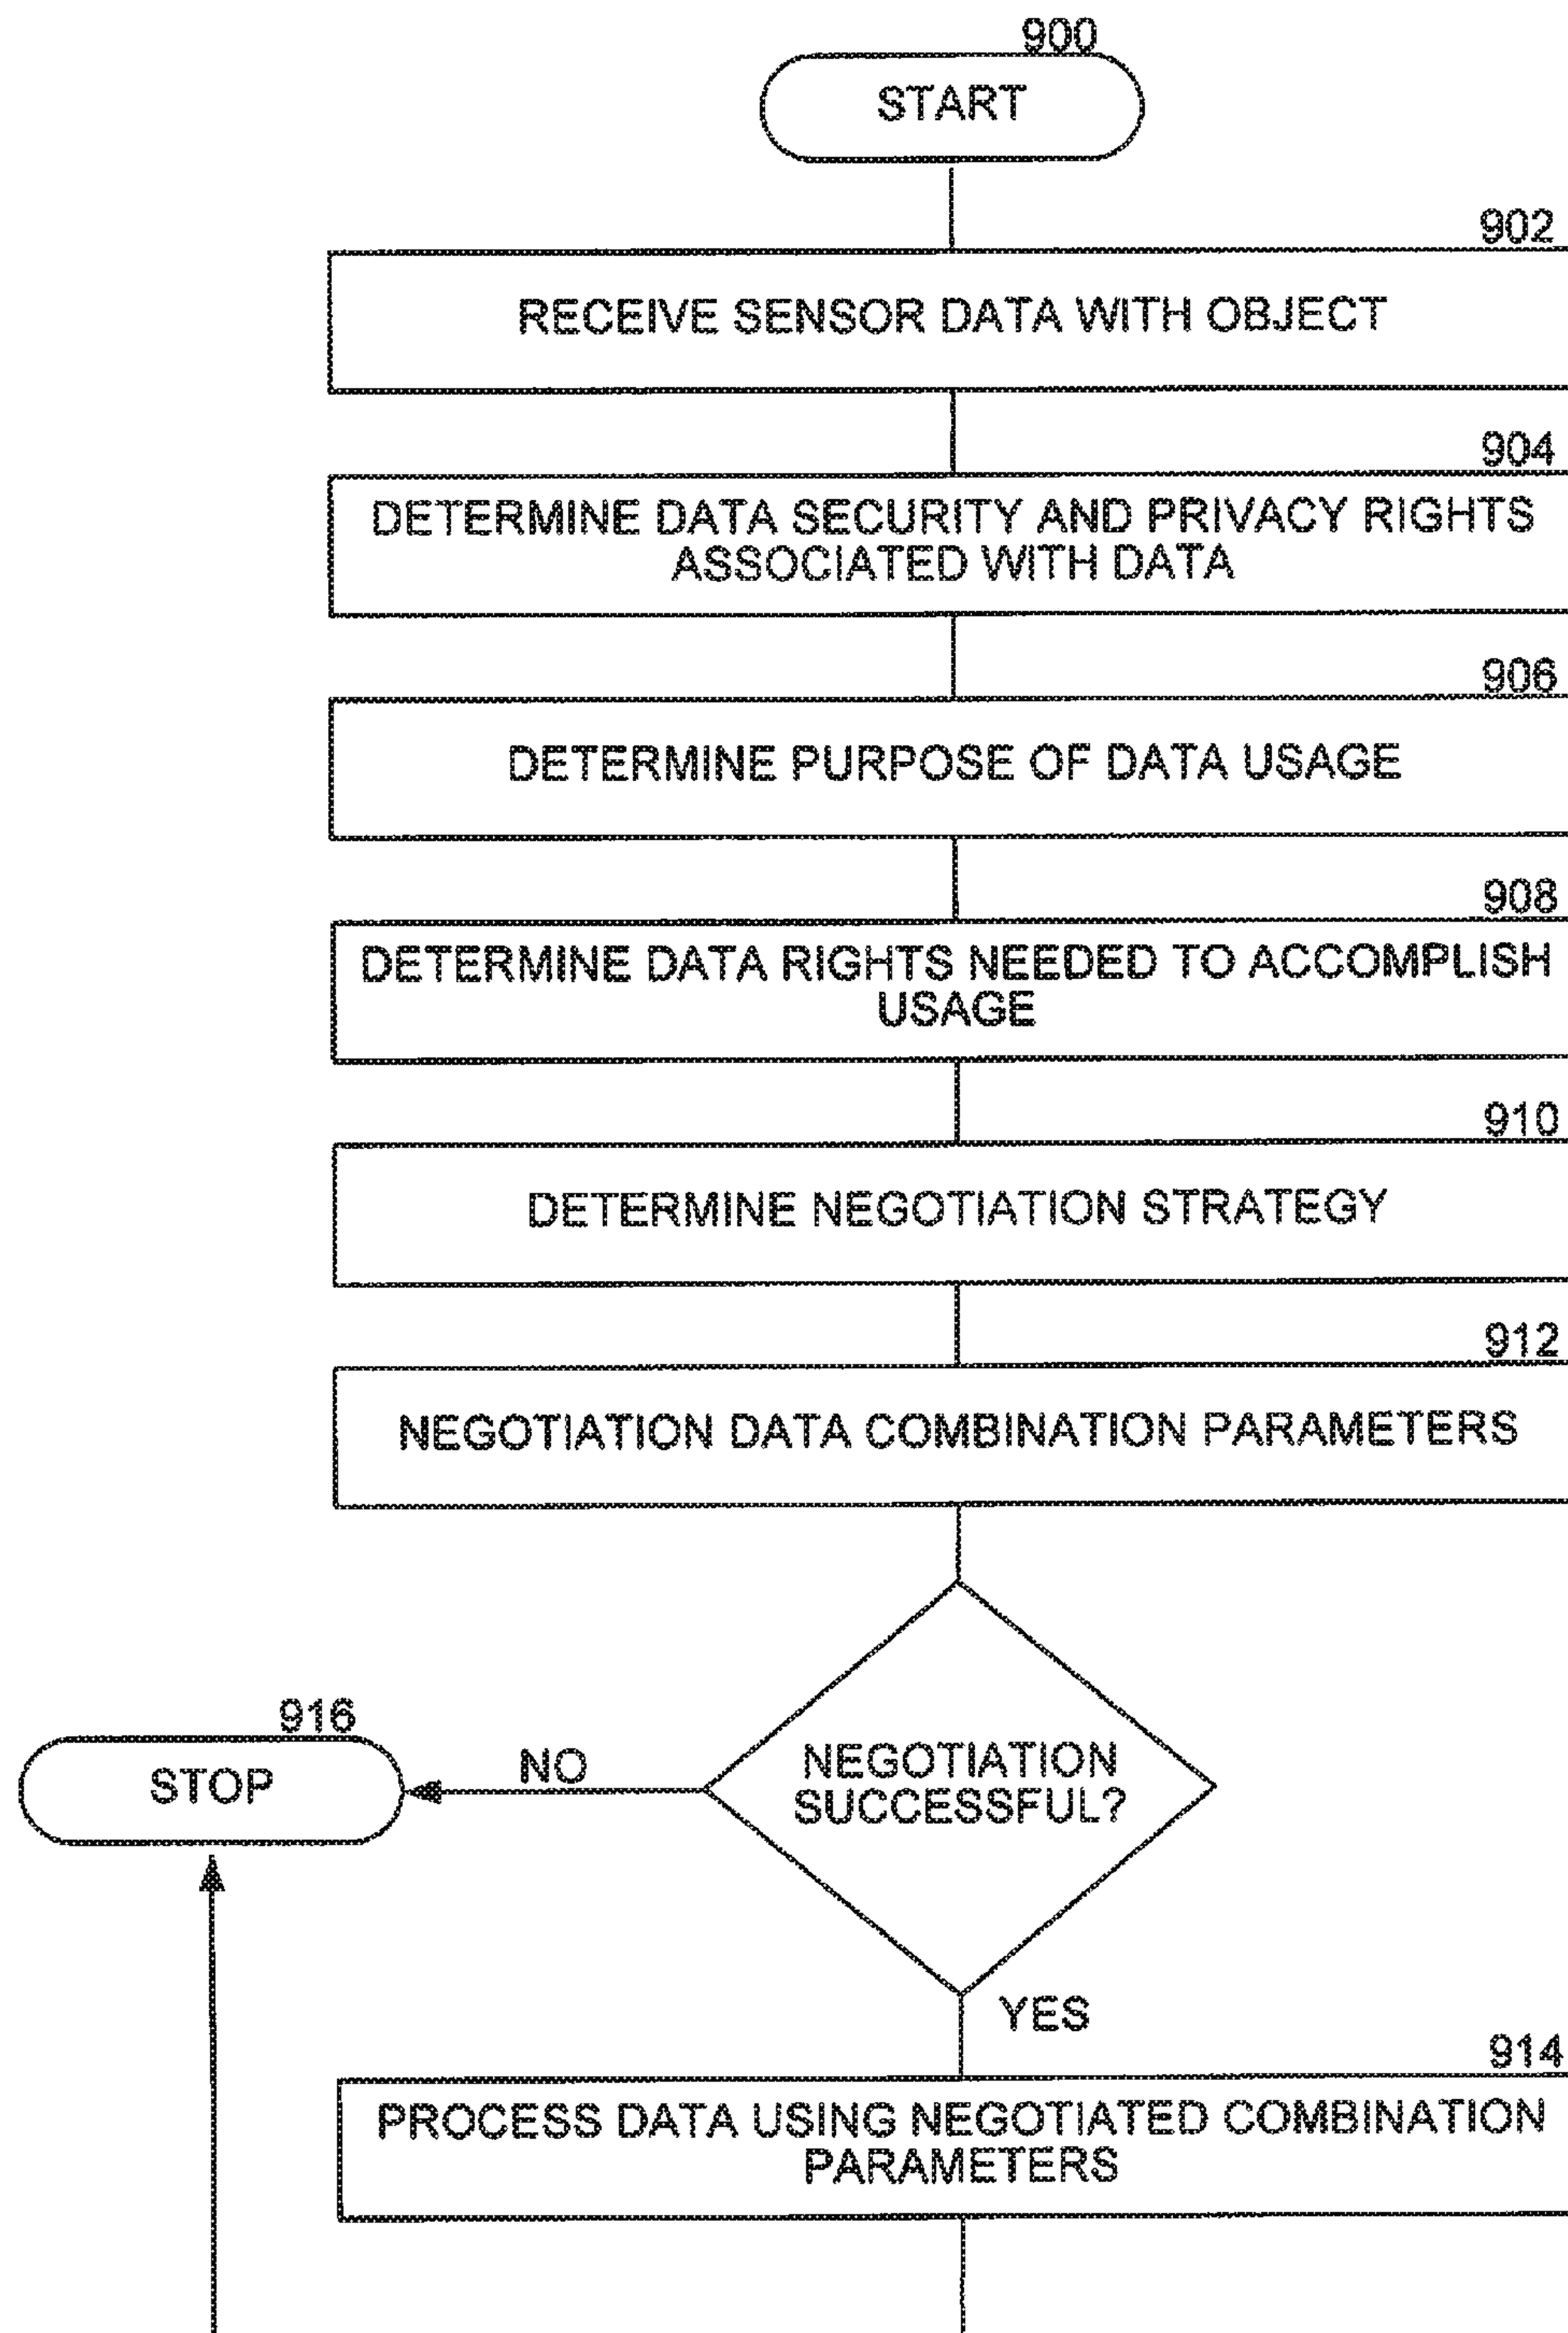 900
START
902
RECEIVE SENSOR DATA WITH OBJECT
904
DETERMINE DATA SECURITY AND PRIVACY RIGHTS
ASSOCIATED WITH DATA
906
DETERMINE PURPOSE OF DATA USAGE
908
DETERMINE DATA RIGHTS NEEDED TO ACCOMPLISH
USAGE
910
DETERMINE NEGOTIATION STRATEGY
912
NEGOTIATION DATA COMBINATION PARAMETERS
916
STOP
NO
NEGOTIATION
SUCCESSFUL?
YES
914
PROCESS DATA USING NEGOTIATED COMBINATION
PARAMETERS